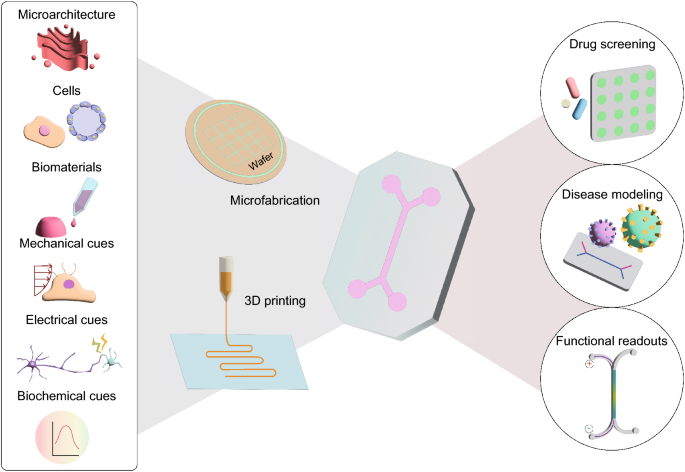 Microarchitecture
Cells
Biomaterials
Mechanical cues
Electrical cues
Biochemical cues
Wafer
Microfabrication
3D printing
Drug screening
Disease modeling
Functional readouts
+
−